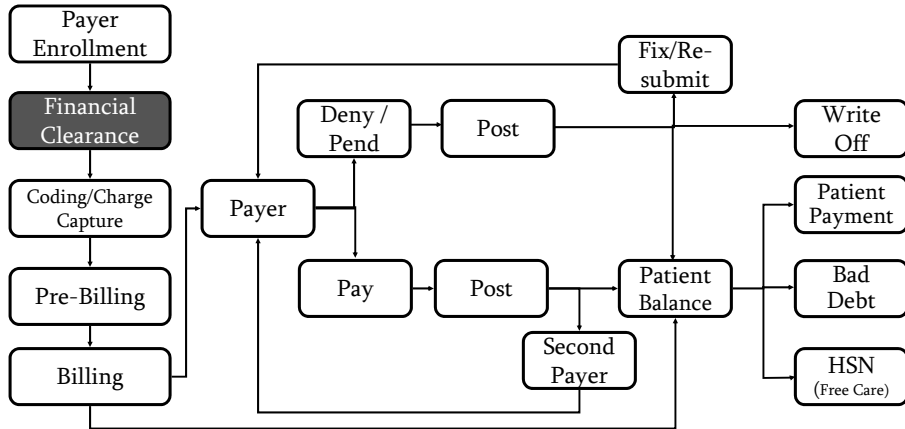 Payer
Enrollment
Financial
Clearance
Coding/Charge
Capture
Pre-Billing
Billing
Payer
Deny /
Pend
Post
Pay
Post
Second
Payer
Fix/Re-
submit
Patient
Balance
Write
Off
Patient
Payment
Bad
Debt
HSN
(Free Care)